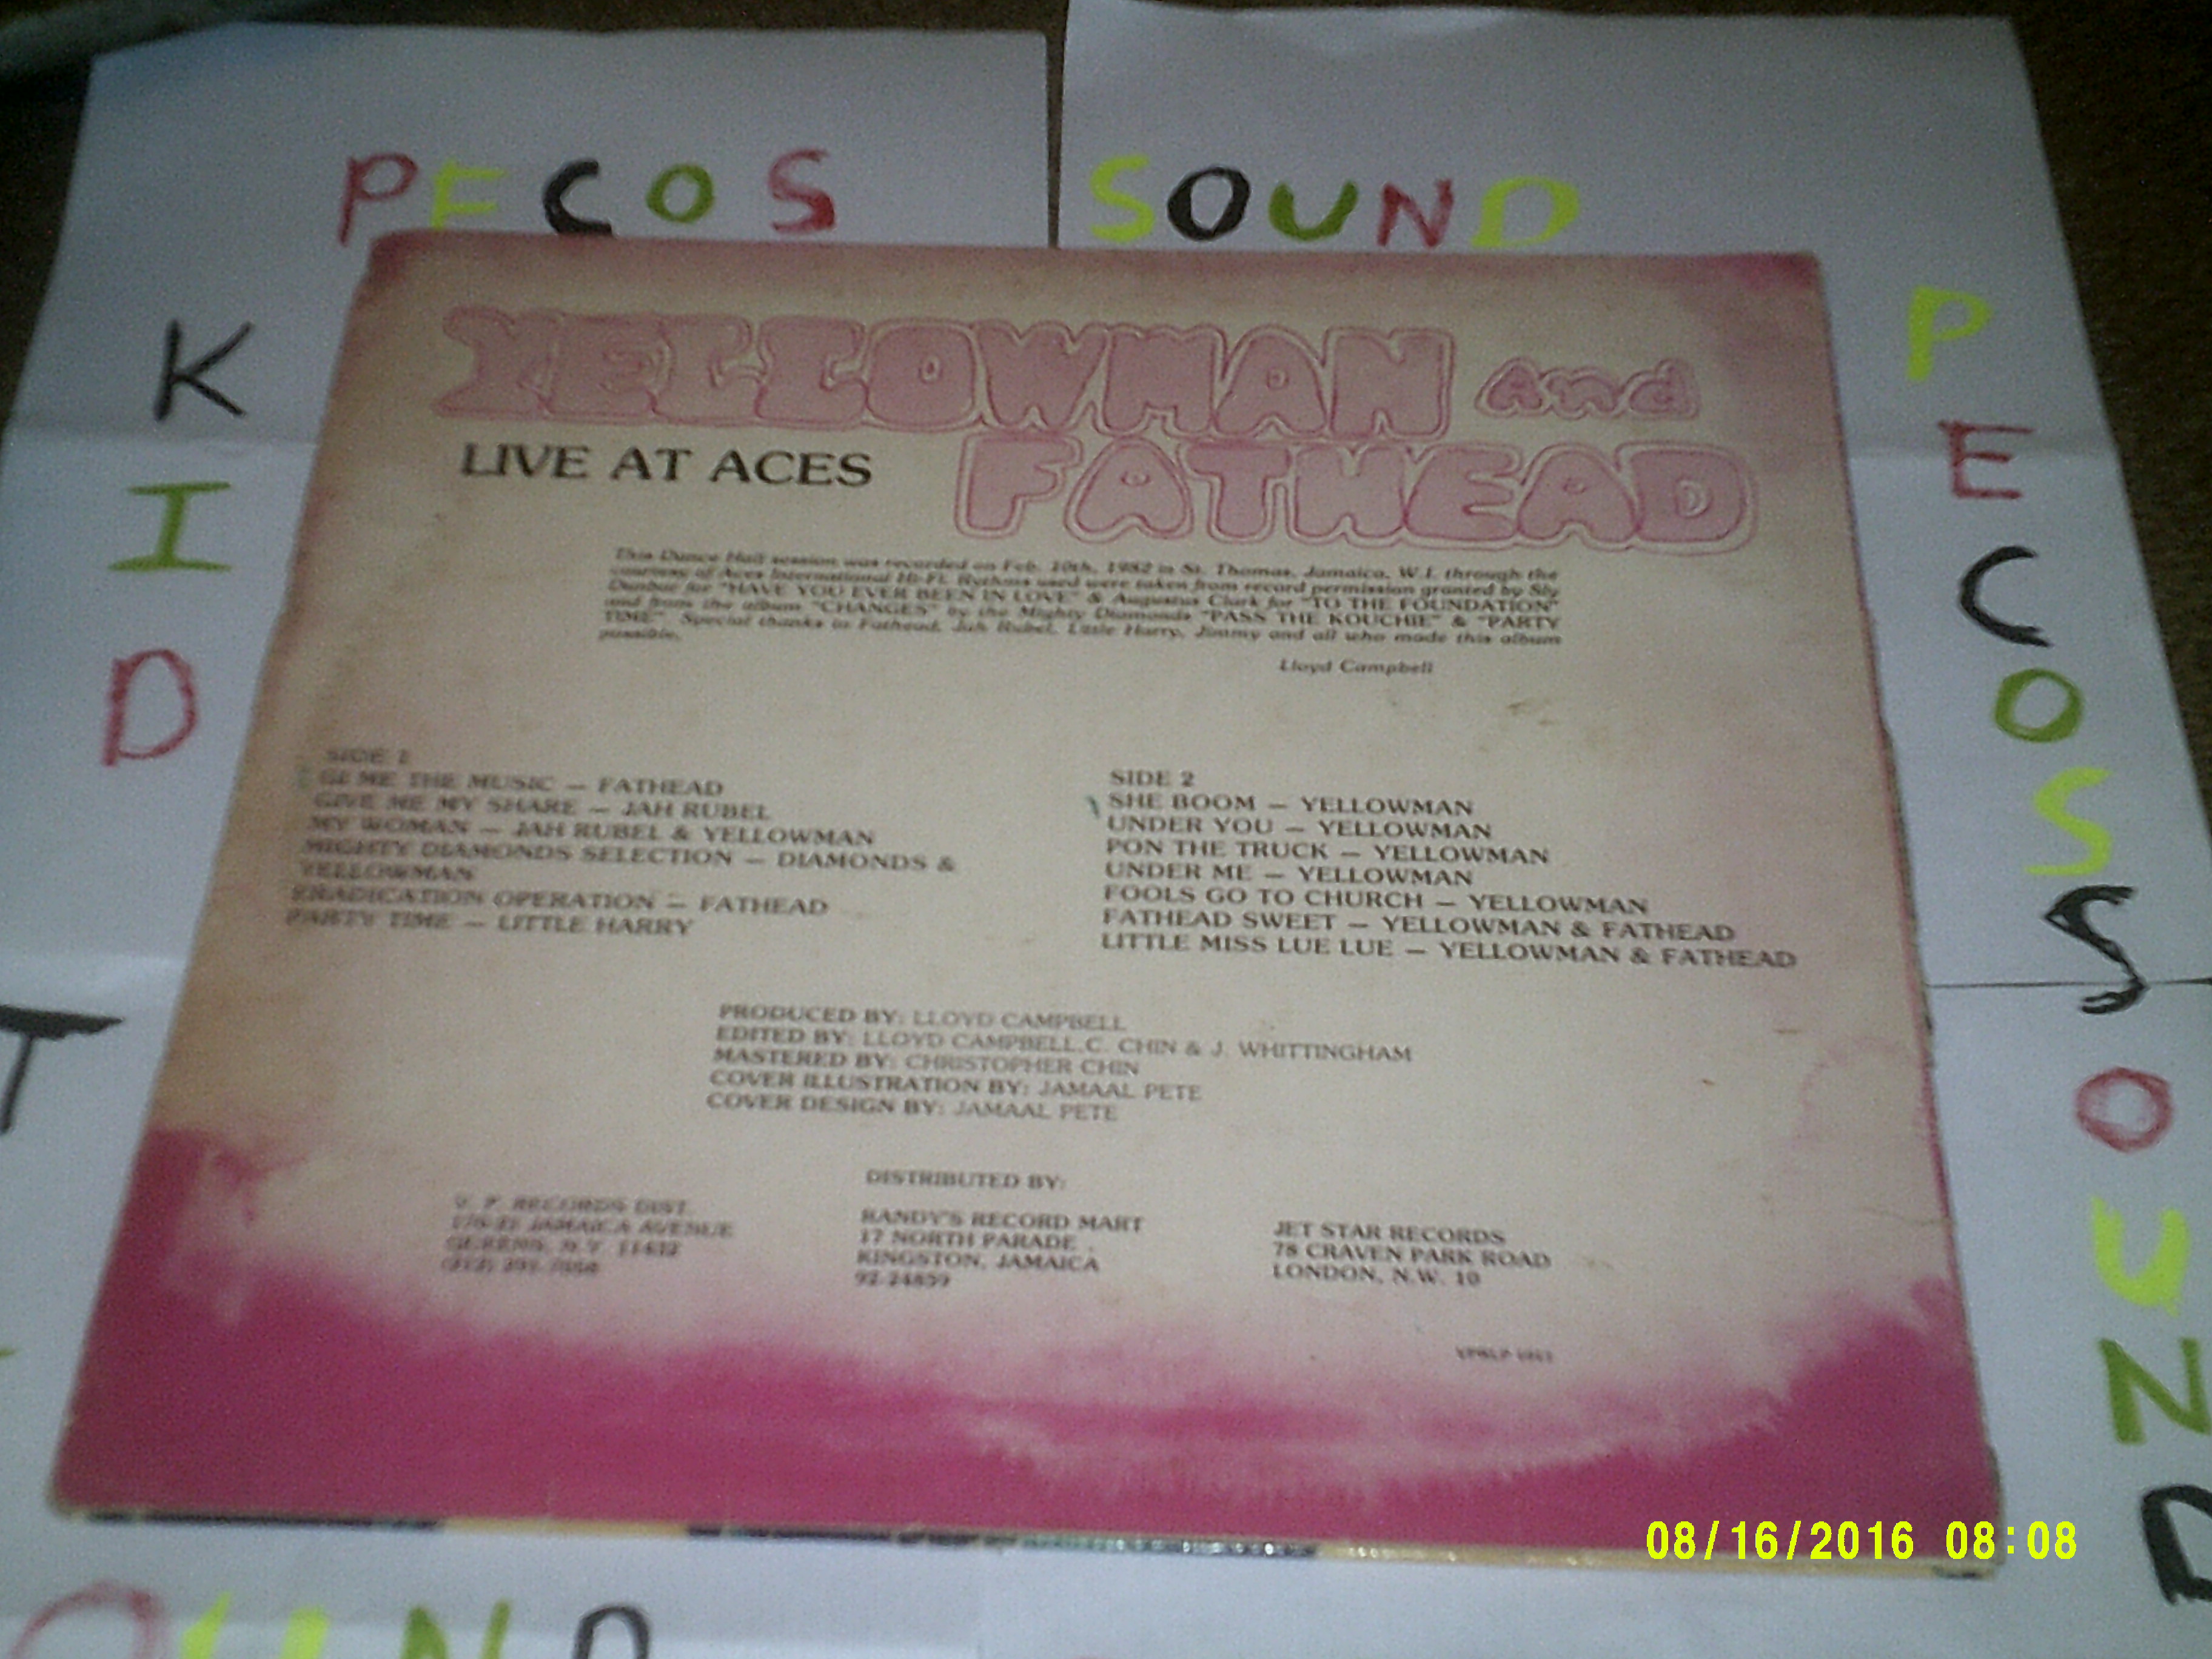 PECOS SOUND
KID
PECOS SOUND
YELLOWMAN and
LIVE AT ACES
FATHEAD
This Dance Hall session was recorded on Feb. 10th, 1982 in St. Thomas, Jamaica, W.I. through the
courtesy of Aces International Hi-Fi. Rythms used were taken from record permission granted by Sly
Dunbar for "HAVE YOU EVER BEEN IN LOVE" & Augustus Clark for "TO THE FOUNDATION"
and from the album "CHANGES" by the Mighty Diamonds "PASS THE KOUCHIE" & "PARTY
TIME". Special thanks to Fathead, Jah Rubel, Little Harry, Jimmy and all who made this album
possible.
Lloyd Campbell
SIDE 1
GI ME THE MUSIC — FATHEAD
GIVE ME MY SHARE — JAH RUBEL
MY WOMAN — JAH RUBEL & YELLOWMAN
MIGHTY DIAMONDS SELECTION — DIAMONDS &
YELLOWMAN
ERADICATION OPERATION — FATHEAD
PARTY TIME — LITTLE HARRY
SIDE 2
SHE BOOM — YELLOWMAN
UNDER YOU — YELLOWMAN
PON THE TRUCK — YELLOWMAN
UNDER ME — YELLOWMAN
FOOLS GO TO CHURCH — YELLOWMAN
FATHEAD SWEET — YELLOWMAN & FATHEAD
LITTLE MISS LUE LUE — YELLOWMAN & FATHEAD
PRODUCED BY: LLOYD CAMPBELL
EDITED BY: LLOYD CAMPBELL, C. CHIN & J. WHITTINGHAM
MASTERED BY: CHRISTOPHER CHIN
COVER ILLUSTRATION BY: JAMAAL PETE
COVER DESIGN BY: JAMAAL PETE
DISTRIBUTED BY:
V. P. RECORDS DIST.
JAMAICA AVENUE
QUEENS, N.Y.
RANDY'S RECORD MART
17 NORTH PARADE
KINGSTON, JAMAICA
92-24859
JET STAR RECORDS
78 CRAVEN PARK ROAD
LONDON, N.W. 10
T
OUND
08/16/2016 08:08